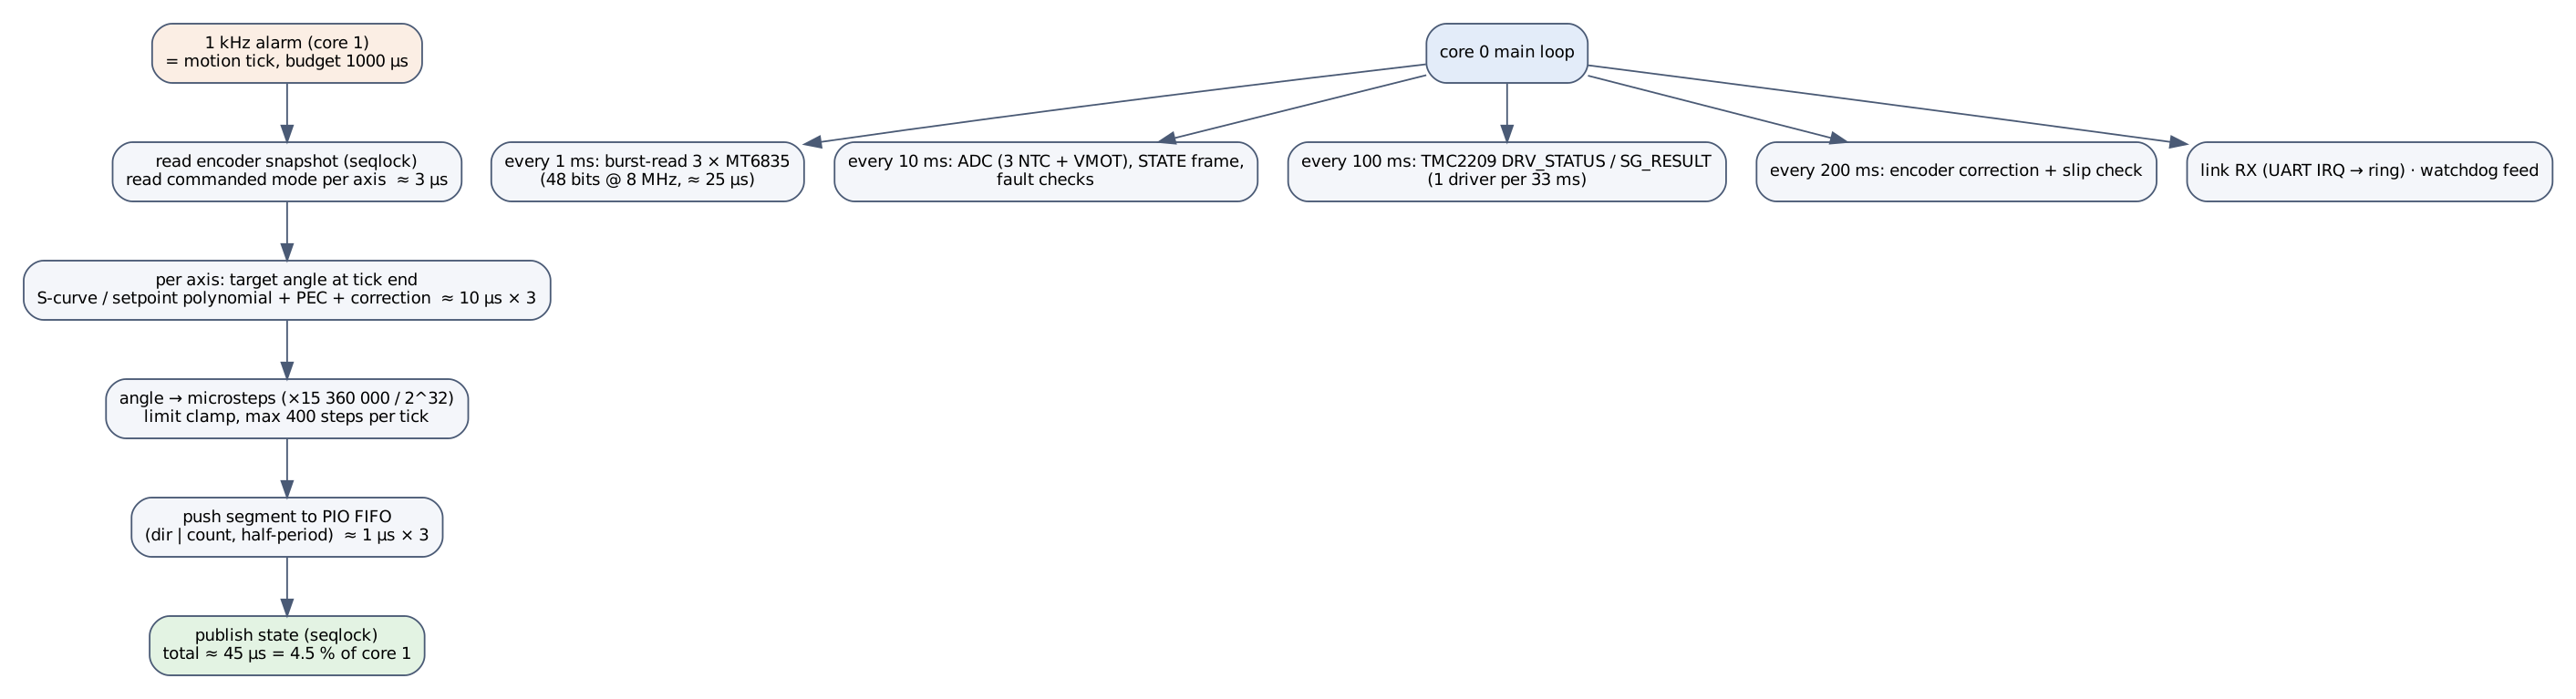 1 kHz alarm (core 1)
= motion tick, budget 1000 µs
read encoder snapshot (seqlock)
read commanded mode per axis ≈ 3 µs
per axis: target angle at tick end
S-curve / setpoint polynomial + PEC + correction ≈ 10 µs × 3
angle → microsteps (×15 360 000 / 2^32)
limit clamp, max 400 steps per tick
push segment to PIO FIFO
(dir | count, half-period) ≈ 1 µs × 3
publish state (seqlock)
total ≈ 45 µs = 4.5 % of core 1
core 0 main loop
every 1 ms: burst-read 3 × MT6835
(48 bits @ 8 MHz, ≈ 25 µs)
every 10 ms: ADC (3 NTC + VMOT), STATE frame,
fault checks
every 100 ms: TMC2209 DRV_STATUS / SG_RESULT
(1 driver per 33 ms)
every 200 ms: encoder correction + slip check
link RX (UART IRQ → ring) · watchdog feed